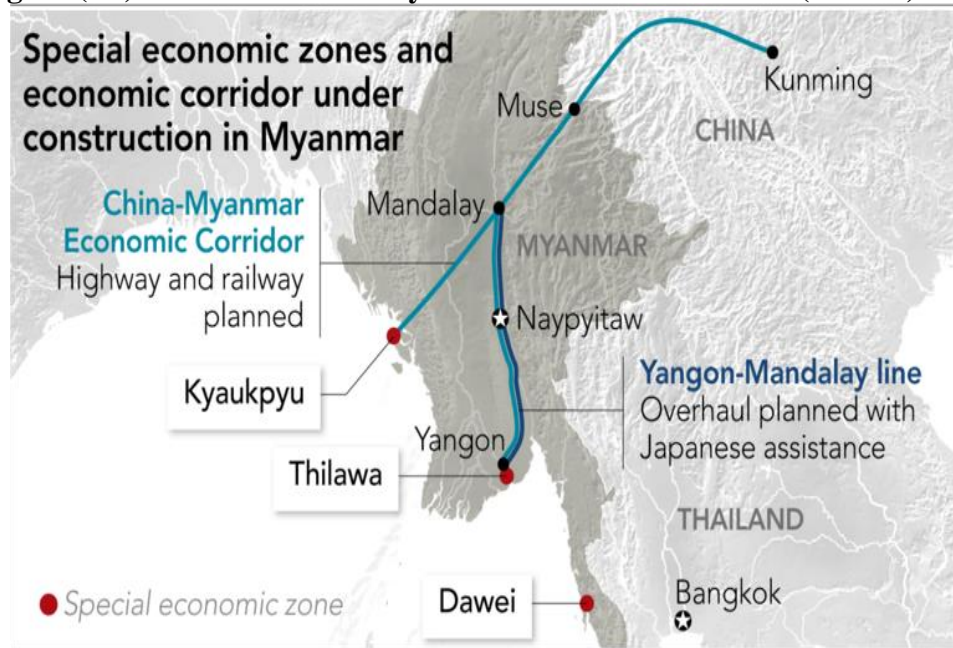 Special economic zones and
economic corridor under
construction in Myanmar
Kunming
Muse
CHINA
China-Myanmar
Economic Corridor
Highway and railway
planned
Mandalay
MYANMAR
Naypyitaw
Kyaukpyu
Yangon-Mandalay line
Overhaul planned with
Japanese assistance
Yangon
Thilawa
THAILAND
Special economic zone
Dawei
Bangkok